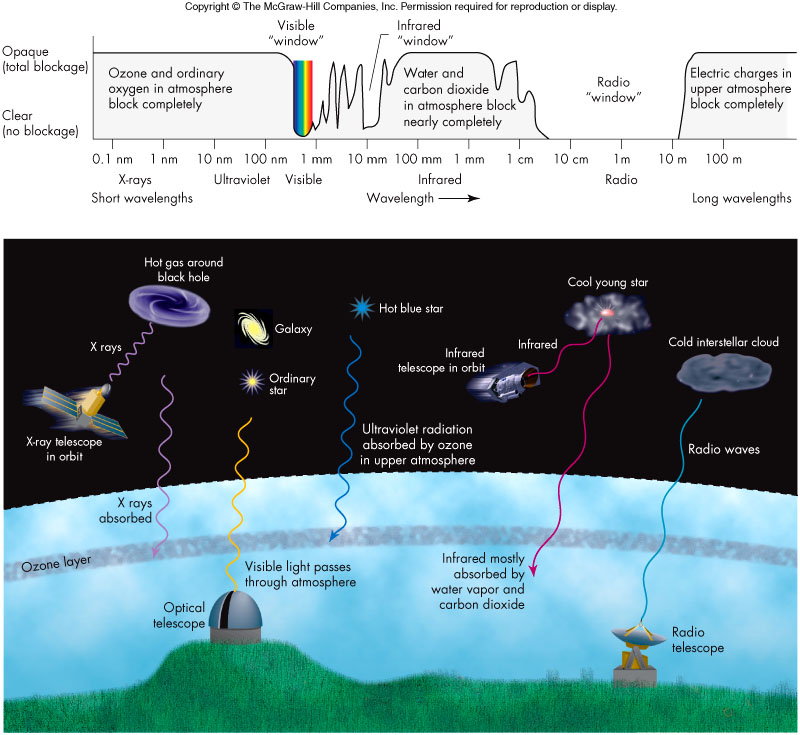 Copyright © The McGraw-Hill Companies, Inc. Permission required for reproduction or display.
Visible
“window”
Infrared
“window”
Opaque
(total blockage)
Ozone and ordinary
oxygen in atmosphere
block completely
Water and
carbon dioxide
in atmosphere block
nearly completely
Radio
“window”
Electric charges in
upper atmosphere
block completely
Clear
(no blockage)
0.1 nm 1 nm 10 nm 100 nm 1 mm 10 mm 100 mm 1 mm 1 cm 10 cm 1m 10 m 100 m
X-rays Ultraviolet Visible Infrared Radio
Short wavelengths Wavelength Long wavelengths
Hot gas around
black hole
X rays
Galaxy
Ordinary
star
Hot blue star
Cool young star
Infrared
Infrared
telescope in orbit
Cold interstellar cloud
X-ray telescope
in orbit
Ultraviolet radiation
absorbed by ozone
in upper atmosphere
Radio waves
X rays
absorbed
Ozone layer
Visible light passes
through atmosphere
Infrared mostly
absorbed by
water vapor and
carbon dioxide
Optical
telescope
Radio
telescope